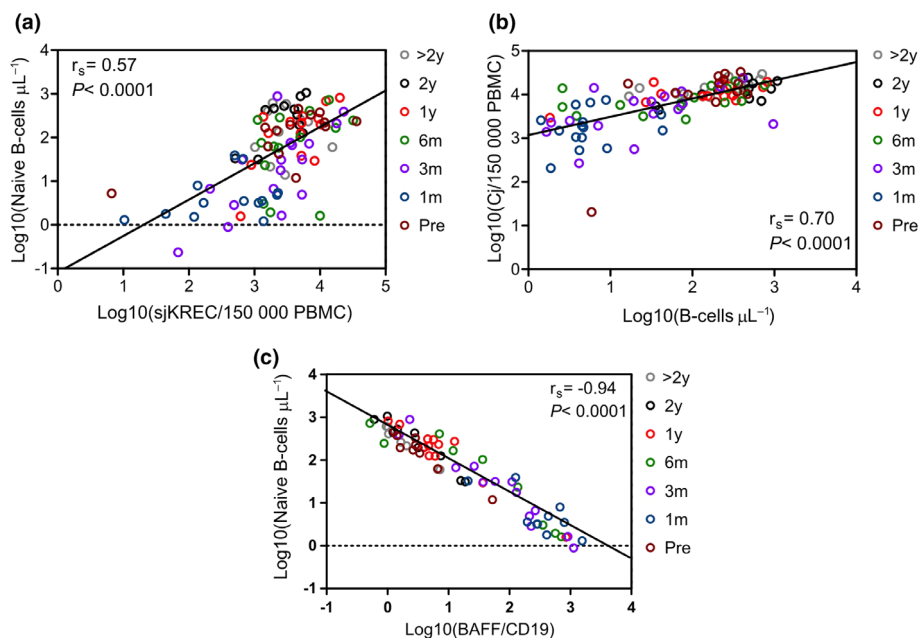 (a)
Log10(Naive B-cells µL⁻¹)
4
3
2
1
0
-1
rs= 0.57
P< 0.0001
0 1 2 3 4 5
Log10(sjKREC/150 000 PBMC)
>2y
2y
1y
6m
3m
1m
Pre
(b)
Log10(Cj/150 000 PBMC)
5
4
3
2
1
0
rs= 0.70
P< 0.0001
0 1 2 3 4
Log10(B-cells µL⁻¹)
>2y
2y
1y
6m
3m
1m
Pre
(c)
Log10(Naive B-cells µL⁻¹)
4
3
2
1
0
-1
rs= -0.94
P< 0.0001
-1 0 1 2 3 4
Log10(BAFF/CD19)
>2y
2y
1y
6m
3m
1m
Pre